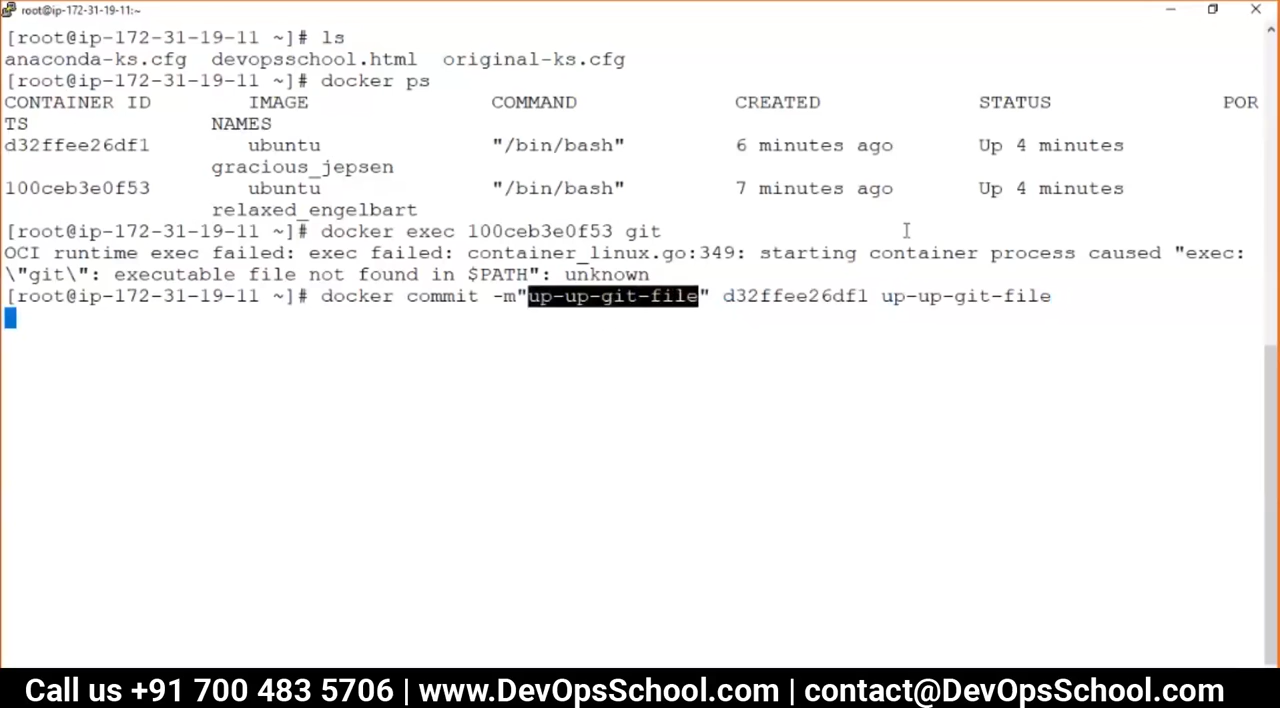 root@ip-172-31-19-11:~
[root@ip-172-31-19-11 ~]# ls
anaconda-ks.cfg  devopsschool.html  original-ks.cfg
[root@ip-172-31-19-11 ~]# docker ps
CONTAINER ID        IMAGE               COMMAND             CREATED             STATUS              POR
TS               NAMES
d32ffee26df1        ubuntu              "/bin/bash"         6 minutes ago       Up 4 minutes
                 gracious_jepsen
100ceb3e0f53        ubuntu              "/bin/bash"         7 minutes ago       Up 4 minutes
                 relaxed_engelbart
[root@ip-172-31-19-11 ~]# docker exec 100ceb3e0f53 git
OCI runtime exec failed: exec failed: container_linux.go:349: starting container process caused "exec:
\"git\": executable file not found in $PATH": unknown
[root@ip-172-31-19-11 ~]# docker commit -m"up-up-git-file" d32ffee26df1 up-up-git-file
Call us +91 700 483 5706 | www.DevOpsSchool.com | contact@DevOpsSchool.com